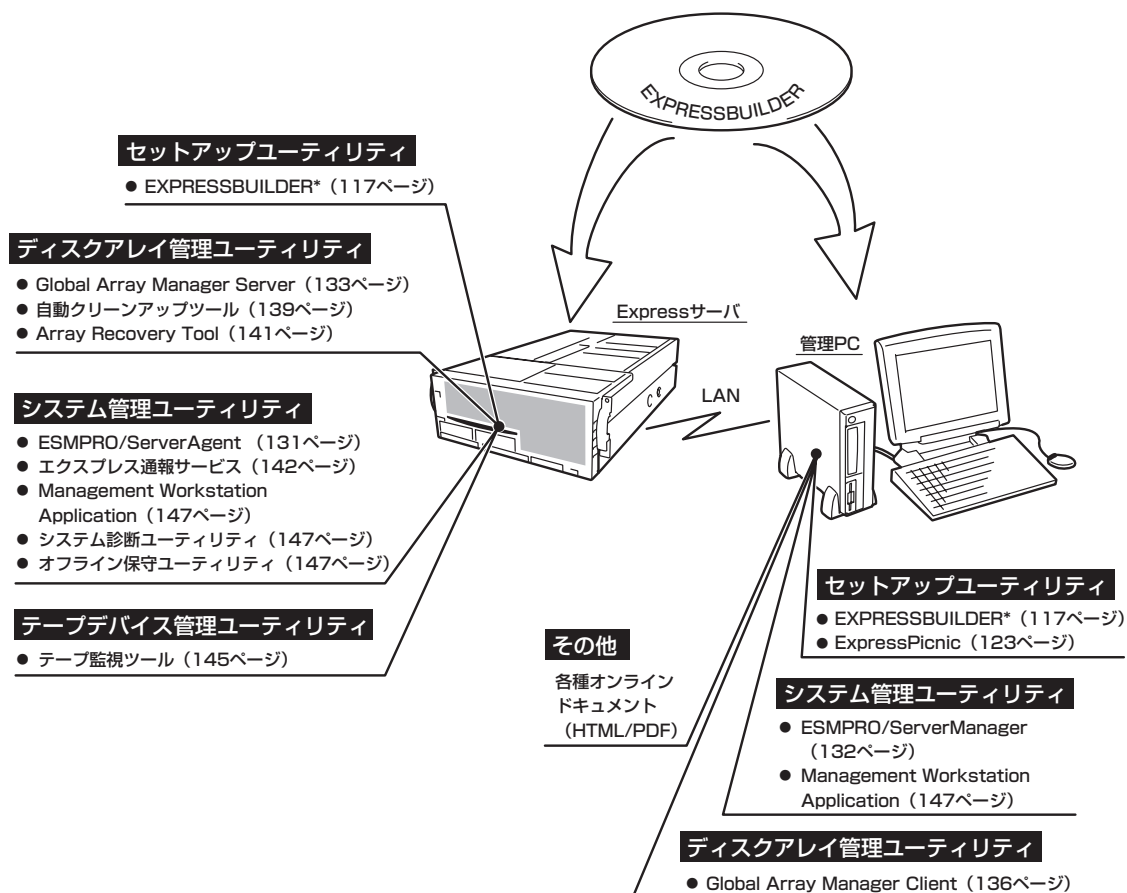 EXPRESSBUILDER
セットアップユーティリティ
● EXPRESSBUILDER*（117ページ）
ディスクアレイ管理ユーティリティ
● Global Array Manager Server（133ページ）
● 自動クリーンアップツール（139ページ）
● Array Recovery Tool（141ページ）
システム管理ユーティリティ
● ESMPRO/ServerAgent （131ページ）
● エクスプレス通報サービス（142ページ）
● Management Workstation
Application（147ページ）
● システム診断ユーティリティ（147ページ）
● オフライン保守ユーティリティ（147ページ）
テープデバイス管理ユーティリティ
● テープ監視ツール（145ページ）
Expressサーバ
LAN
管理PC
その他
各種オンライン
ドキュメント
（HTML/PDF）
セットアップユーティリティ
● EXPRESSBUILDER*（117ページ）
● ExpressPicnic（123ページ）
システム管理ユーティリティ
● ESMPRO/ServerManager
（132ページ）
● Management Workstation
Application（147ページ）
ディスクアレイ管理ユーティリティ
● Global Array Manager Client（136ページ）